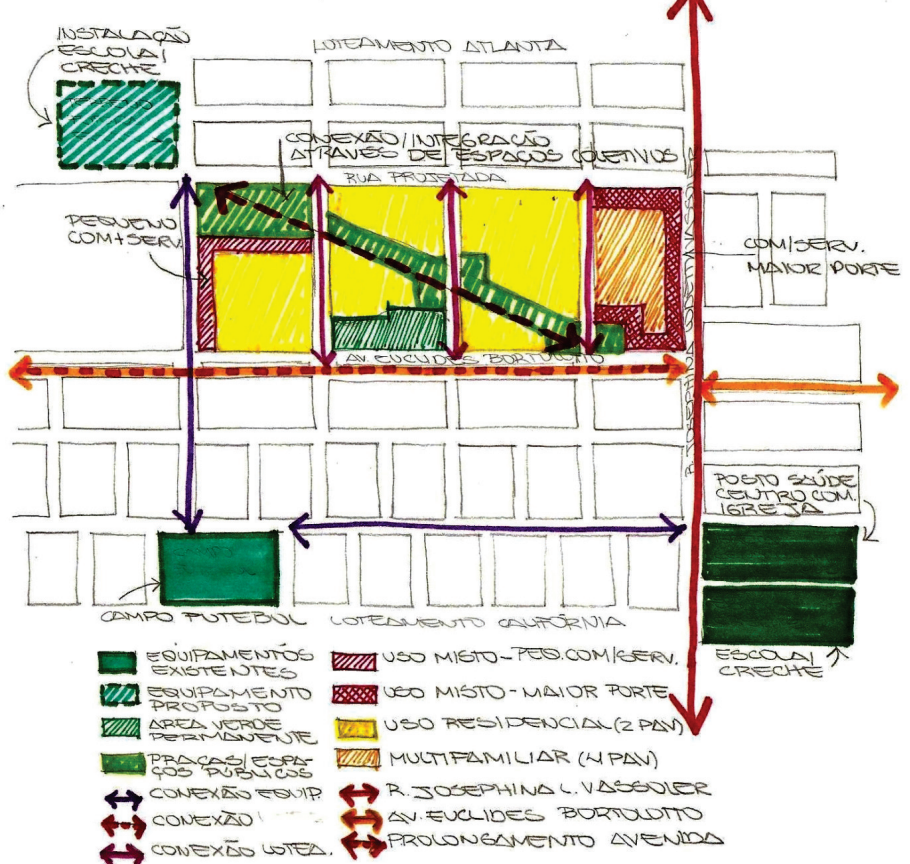 INSTALAÇÃO
ESCOLA/
CRECHE
LOTEAMENTO ATLANTA
CONEXÃO/INTEGRAÇÃO
ATRAVÉS DE ESPAÇOS COLETIVOS
RUA PROJETADA
PEQUENO
COM+SERV.
COM/SERV.
MAIOR PORTE
AV. EUCLIDES BORTOLOTTO
POSTO SAÚDE
CENTRO COM.
IGREJA
CAMPO FUTEBOL
LOTEAMENTO CALIFÓRNIA
ESCOLA/
CRECHE
EQUIPAMENTOS
EXISTENTES
EQUIPAMENTO
PROPOSTO
ÁREA VERDE
PERMANENTE
PRAÇAS/ESPA-
ÇOS PÚBLICOS
CONEXÃO EQUIP.
CONEXÃO
CONEXÃO LOTEA.
USO MISTO-PEQ.COM/SERV.
USO MISTO-MAIOR PORTE
USO RESIDENCIAL (2 PAV)
MULTIFAMILIAR (4 PAV)
R. JOSEPHINA L. VASSOLER
AV. EUCLIDES BORTOLOTTO
PROLONGAMENTO AVENIDA